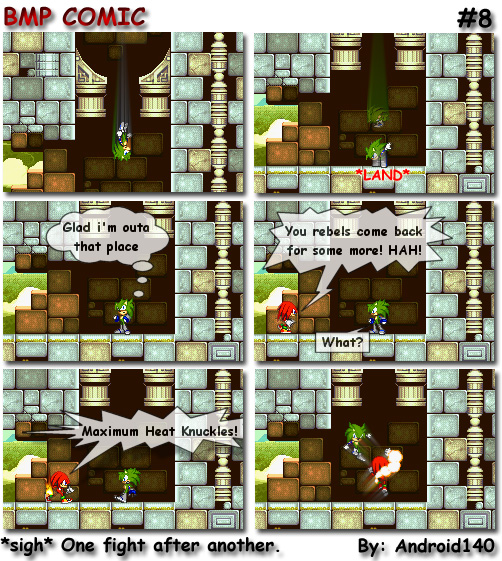 BMP COMIC
#8
*LAND*
Glad i'm outa
that place
You rebels come back
for some more! HAH!
What?
Maximum Heat Knuckles!
*sigh* One fight after another.
By: Android140